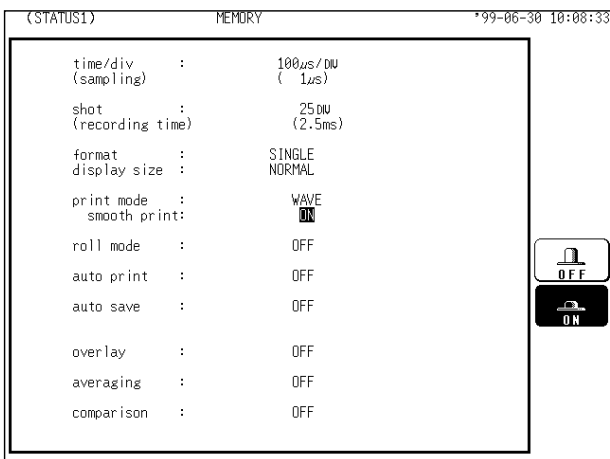 (STATUS1) MEMORY '99-06-30 10:08:33
time/div : 100µs/DIV
(sampling) ( 1µs)
shot : 25DIV
(recording time) (2.5ms)
format : SINGLE
display size : NORMAL
print mode : WAVE
smooth print: ON
roll mode : OFF
auto print : OFF
auto save : OFF
overlay : OFF
averaging : OFF
comparison : OFF
OFF
ON